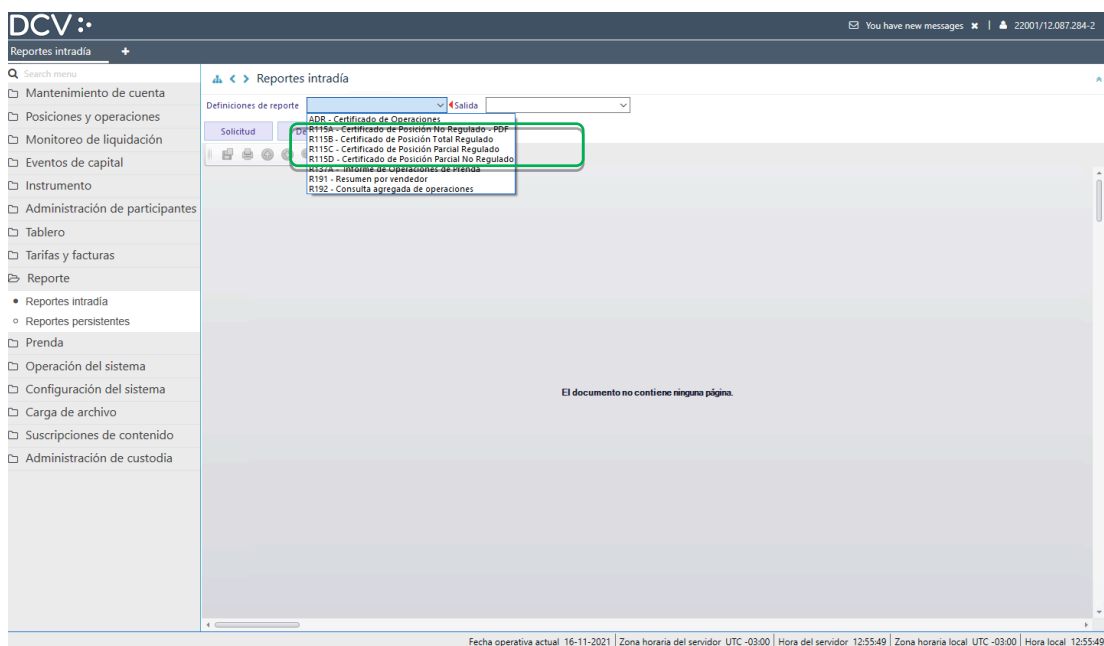 DCV
You have new messages ✖ | 22001/12.087.284-2
Reportes intradía +
Search menu
Reportes intradía
Mantenimiento de cuenta
Posiciones y operaciones
Monitoreo de liquidación
Eventos de capital
Instrumento
Administración de participantes
Tablero
Tarifas y facturas
Reporte
Reportes intradía
Reportes persistentes
Prenda
Operación del sistema
Configuración del sistema
Carga de archivo
Suscripciones de contenido
Administración de custodia
Definiciones de reporte
Salida
Solicitud
ADR - Certificado de Operaciones
R115A - Certificado de Posición No Regulado - PDF
R115B - Certificado de Posición Total Regulado
R115C - Certificado de Posición Parcial Regulado
R115D - Certificado de Posición Parcial No Regulado
R137A - Informe de Operaciones de Prenda
R191 - Resumen por vendedor
R192 - Consulta agregada de operaciones
El documento no contiene ninguna página.
Fecha operativa actual 16-11-2021 | Zona horaria del servidor UTC -03:00 | Hora del servidor 12:55:49 | Zona horaria local UTC -03:00 | Hora local 12:55:49